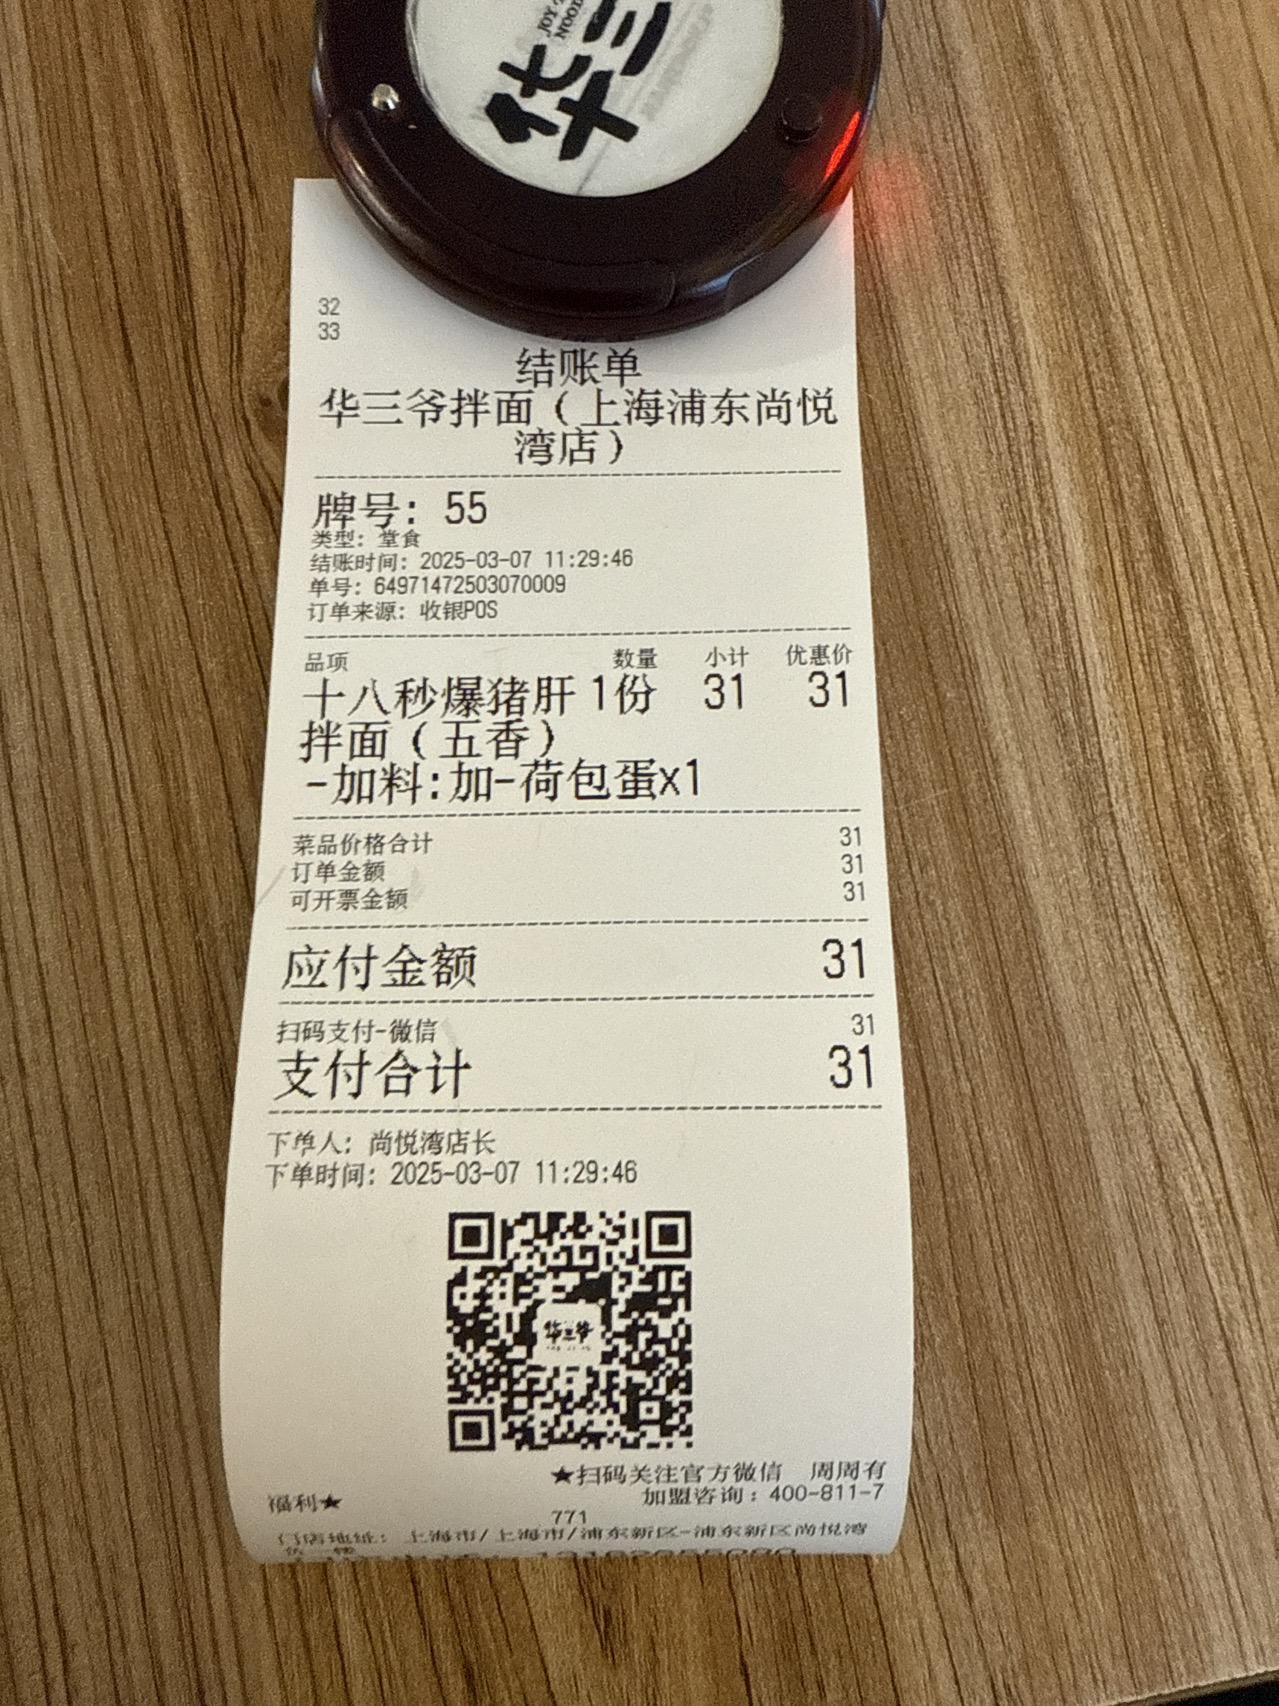 华三
JOY
NOOD
32
33
结账单
华三爷拌面（上海浦东尚悦
湾店）
牌号: 55
类型: 堂食
结账时间: 2025-03-07 11:29:46
单号: 64971472503070009
订单来源: 收银POS
品项 数量 小计 优惠价
十八秒爆猪肝 1份 31 31
拌面（五香）
-加料:加-荷包蛋x1
菜品价格合计 31
订单金额 31
可开票金额 31
应付金额 31
扫码支付-微信 31
支付合计 31
下单人: 尚悦湾店长
下单时间: 2025-03-07 11:29:46
华三爷
★扫码关注官方微信 周周有
福利★
加盟咨询: 400-811-7
771
门店地址: 上海市/上海市/浦东新区-浦东新区尚悦湾